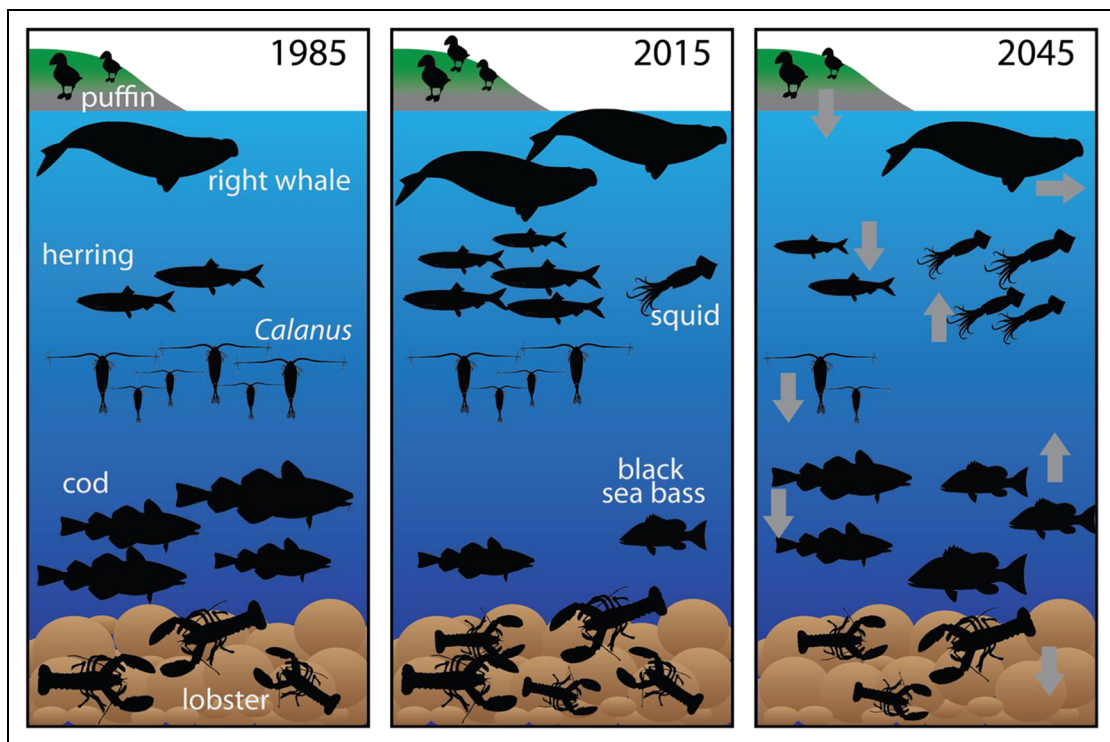 1985
puffin
right whale
herring
Calanus
cod
lobster
2015
squid
black
sea bass
2045